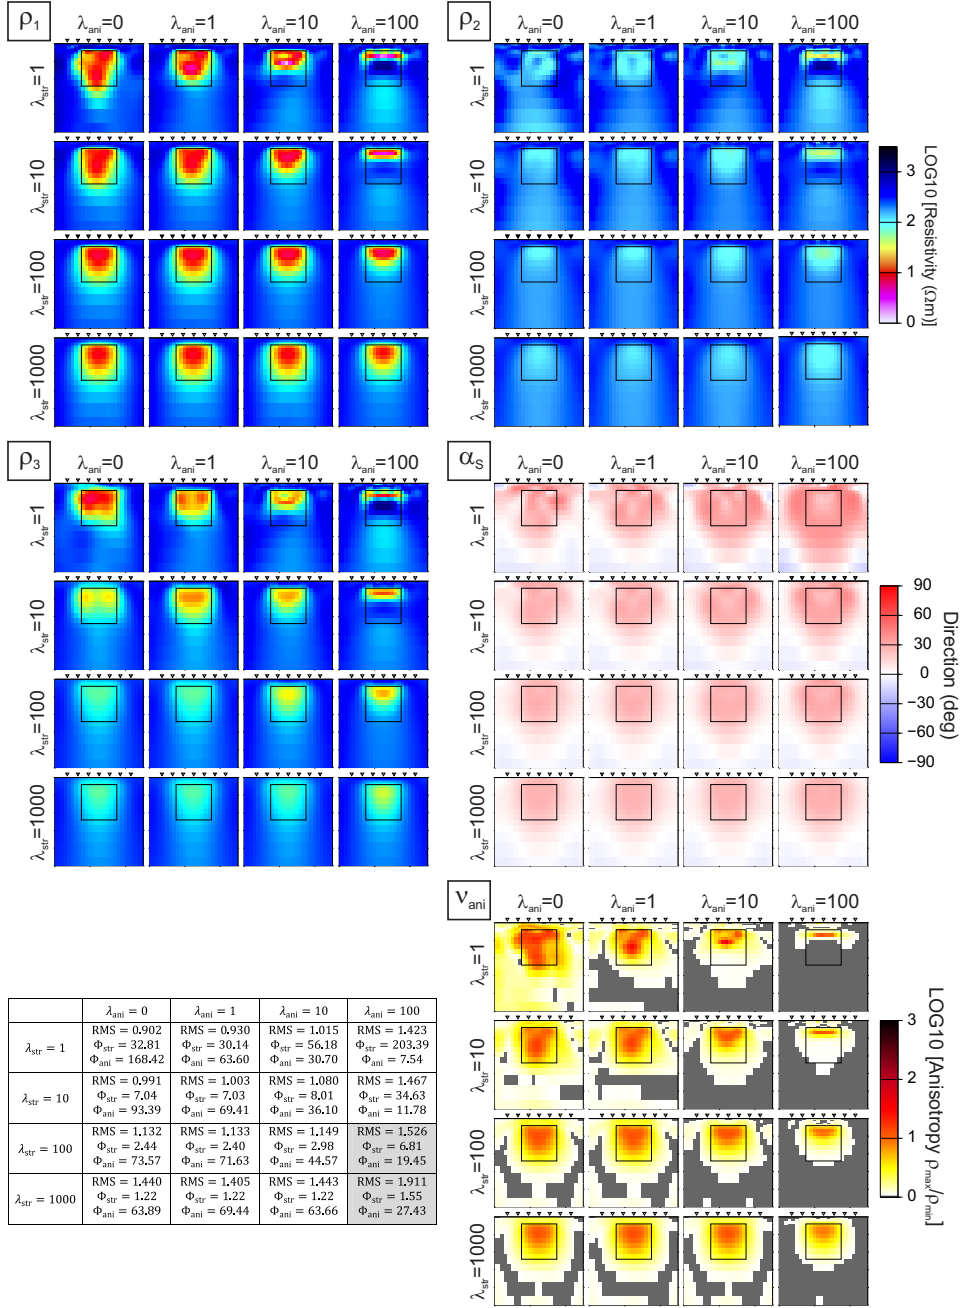 ρ1 λani=0 λani=1 λani=10 λani=100
λstr=1
λstr=10
λstr=100
λstr=1000
ρ2 λani=0 λani=1 λani=10 λani=100
λstr=1
λstr=10
λstr=100
λstr=1000
3
2
1
0
LOG10 [Resistivity (Ωm)]
ρ3 λani=0 λani=1 λani=10 λani=100
λstr=1
λstr=10
λstr=100
λstr=1000
αS λani=0 λani=1 λani=10 λani=100
λstr=1
λstr=10
λstr=100
λstr=1000
90
60
30
0
−30
−60
−90
Direction (deg)
νani λani=0 λani=1 λani=10 λani=100
λstr=1
λstr=10
λstr=100
λstr=1000
3
2
1
0
LOG10 [Anisotropy ρmax/ρmin]
λani = 0 λani = 1 λani = 10 λani = 100
λstr = 1
RMS = 0.902 RMS = 0.930 RMS = 1.015 RMS = 1.423
Φstr = 32.81 Φstr = 30.14 Φstr = 56.18 Φstr = 203.39
Φani = 168.42 Φani = 63.60 Φani = 30.70 Φani = 7.54
λstr = 10
RMS = 0.991 RMS = 1.003 RMS = 1.080 RMS = 1.467
Φstr = 7.04 Φstr = 7.03 Φstr = 8.01 Φstr = 34.63
Φani = 93.39 Φani = 69.41 Φani = 36.10 Φani = 11.78
λstr = 100
RMS = 1.132 RMS = 1.133 RMS = 1.149 RMS = 1.526
Φstr = 2.44 Φstr = 2.40 Φstr = 2.98 Φstr = 6.81
Φani = 73.57 Φani = 71.63 Φani = 44.57 Φani = 19.45
λstr = 1000
RMS = 1.440 RMS = 1.405 RMS = 1.443 RMS = 1.911
Φstr = 1.22 Φstr = 1.22 Φstr = 1.22 Φstr = 1.55
Φani = 63.89 Φani = 69.44 Φani = 63.66 Φani = 27.43